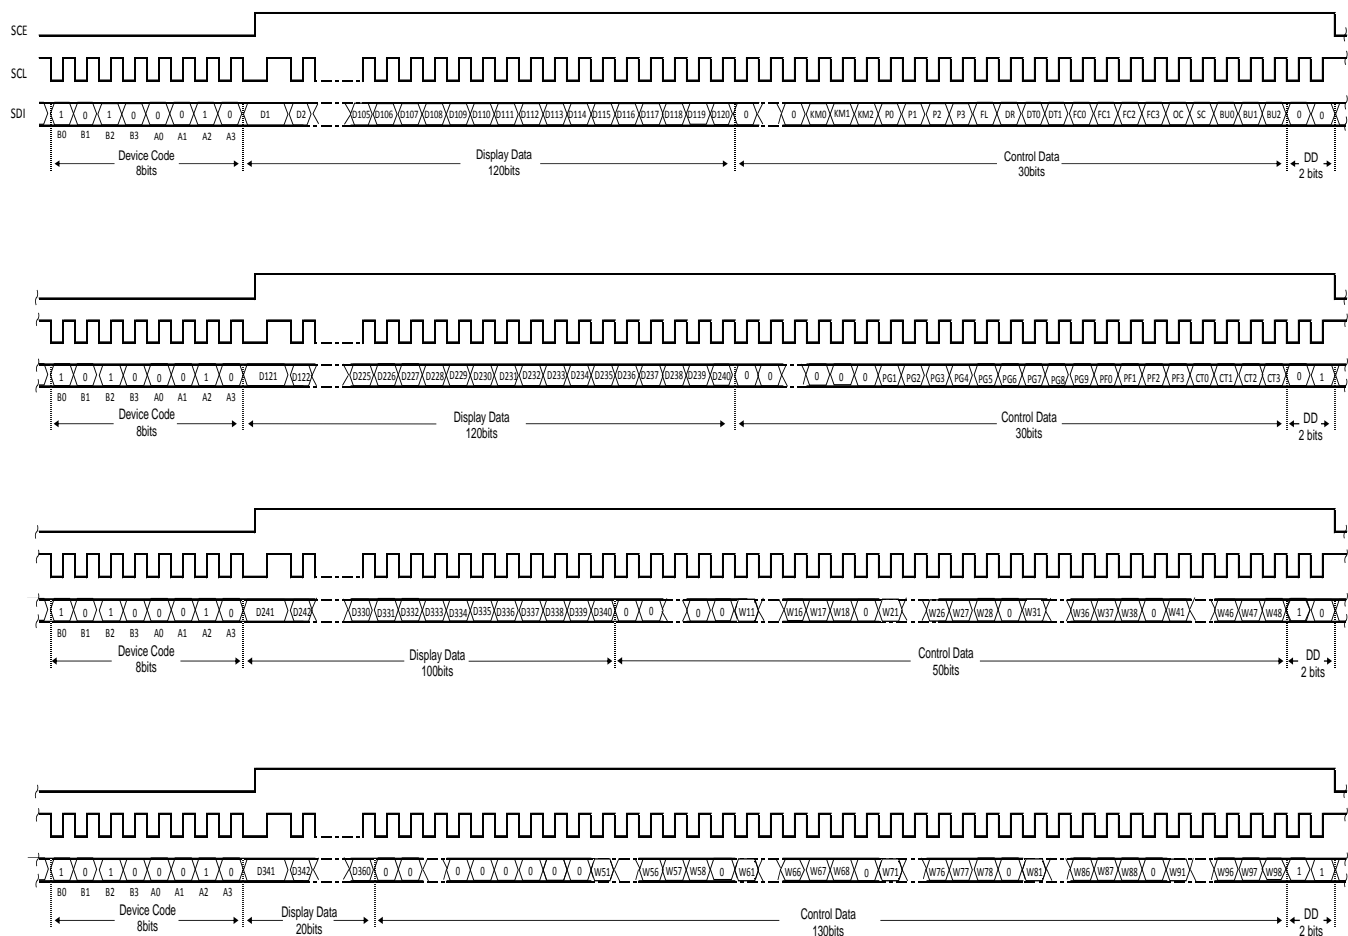 SCE
SCL
SDI 1 0 1 0 0 0 1 0 D1 D2 D105 D106 D107 D108 D109 D110 D111 D112 D113 D114 D115 D116 D117 D118 D119 D120 0 0 KM0 KM1 KM2 P0 P1 P2 P3 FL DR DT0 DT1 FC0 FC1 FC2 FC3 OC SC BU0 BU1 BU2 0 0
B0 B1 B2 B3 A0 A1 A2 A3
Device Code Display Data Control Data DD
8bits 120bits 30bits 2 bits
1 0 1 0 0 0 1 0 D121 D122 D225 D226 D227 D228 D229 D230 D231 D232 D233 D234 D235 D236 D237 D238 D239 D240 0 0 0 0 0 PG1 PG2 PG3 PG4 PG5 PG6 PG7 PG8 PG9 PF0 PF1 PF2 PF3 CT0 CT1 CT2 CT3 0 1
B0 B1 B2 B3 A0 A1 A2 A3
Device Code Display Data Control Data DD
8bits 120bits 30bits 2 bits
1 0 1 0 0 0 1 0 D241 D242 D330 D331 D332 D333 D334 D335 D336 D337 D338 D339 D340 0 0 0 0 W11 W16 W17 W18 0 W21 W26 W27 W28 0 W31 W36 W37 W38 0 W41 W46 W47 W48 1 0
B0 B1 B2 B3 A0 A1 A2 A3
Device Code Display Data Control Data DD
8bits 100bits 50bits 2 bits
1 0 1 0 0 0 1 0 D341 D342 D360 0 0 0 0 0 0 0 0 W51 W56 W57 W58 0 W61 W66 W67 W68 0 W71 W76 W77 W78 0 W81 W86 W87 W88 0 W91 W96 W97 W98 1 1
B0 B1 B2 B3 A0 A1 A2 A3
Device Code Display Data Control Data DD
8bits 20bits 130bits 2 bits